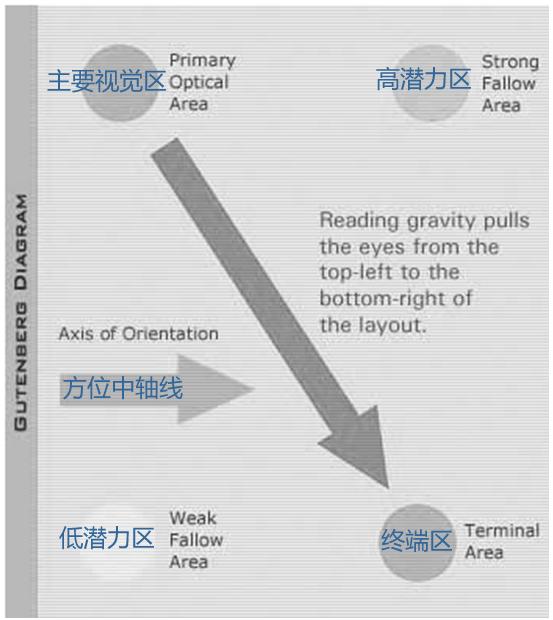 GUTENBERG DIAGRAM
主要视觉区
Primary
Optical
Area
高潜力区
Strong
Fallow
Area
Reading gravity pulls
the eyes from the
top-left to the
bottom-right of
the layout.
Axis of Orientation
方位中轴线
低潜力区
Weak
Fallow
Area
终端区
Terminal
Area